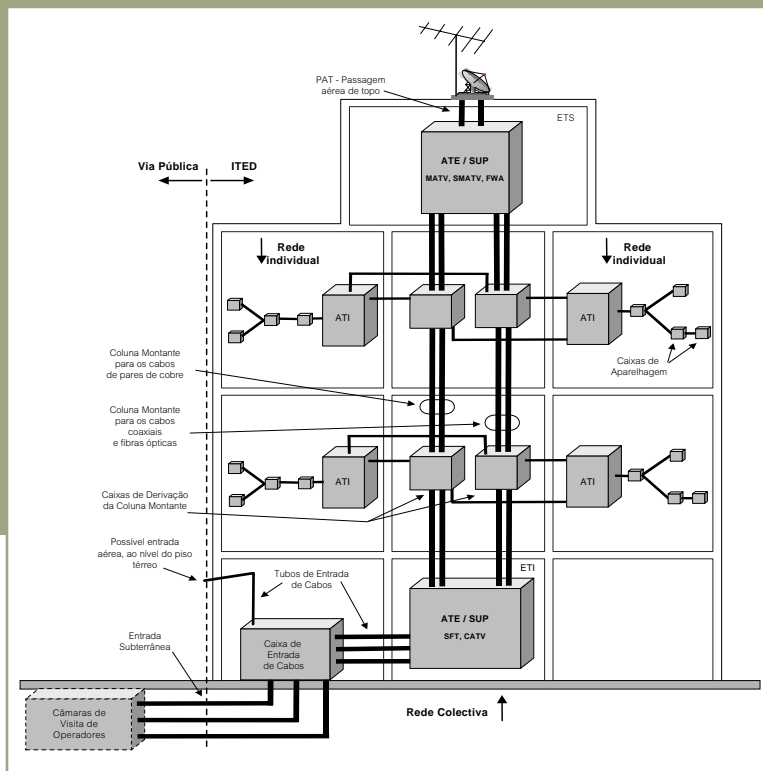 PAT - Passagem
aérea de topo
ETS
ATE / SUP
MATV, SMATV, FWA
Via Pública
ITED
Rede
individual
Rede
individual
ATI
ATI
Coluna Montante
para os cabos
de pares de cobre
Caixas de
Aparelhagem
Coluna Montante
para os cabos
coaxiais
e fibras ópticas
ATI
ATI
Caixas de Derivação
da Coluna Montante
Possível entrada
aérea, ao nível do piso
térreo
Tubos de Entrada
de Cabos
ETI
ATE / SUP
SFT, CATV
Entrada
Subterrânea
Caixa de
Entrada
de Cabos
Câmaras de
Visita de
Operadores
Rede Colectiva